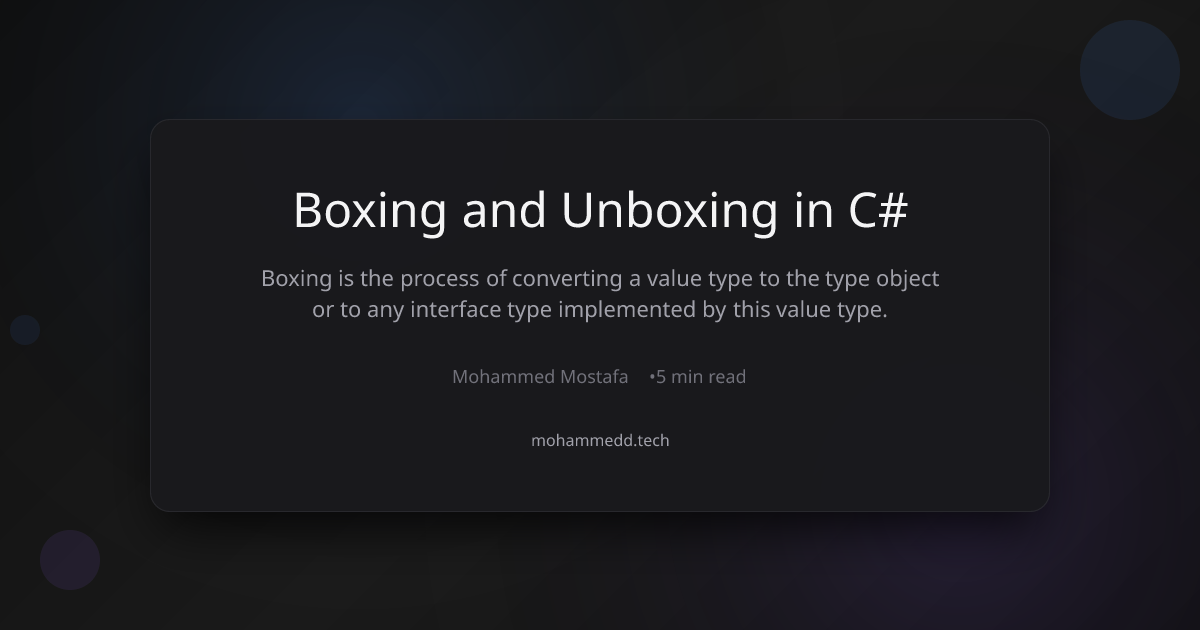 Boxing and Unboxing in C#
Boxing is the process of converting a value type to the type object
or to any interface type implemented by this value type.
Mohammed Mostafa •5 min read
mohammedd.tech